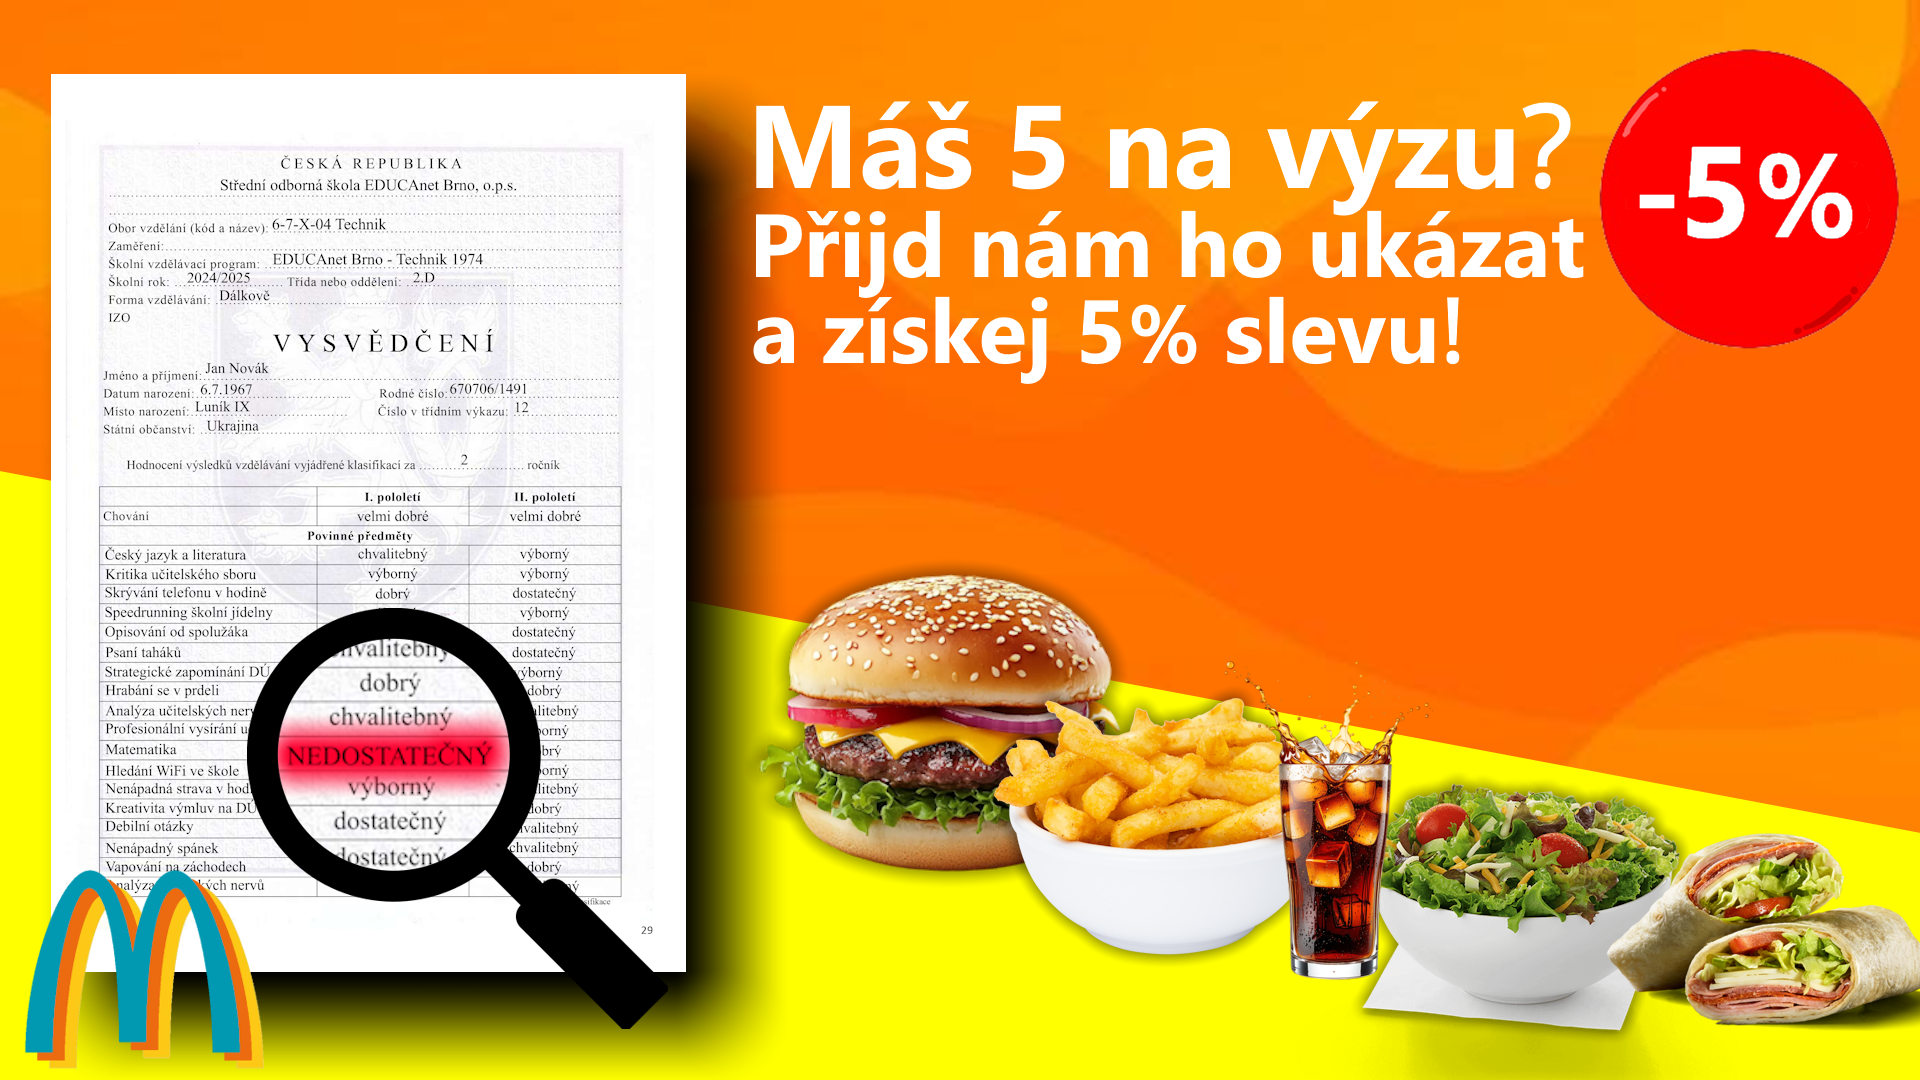 Máš 5 na výzu?
Přijd nám ho ukázat
a získej 5% slevu!
-5%
ČESKÁ REPUBLIKA
Střední odborná škola EDUCAnet Brno, o.p.s.
Obor vzdělání (kód a název): 6-7-X-04 Technik
Zaměření:
Školní vzdělávací program: EDUCAnet Brno - Technik 1974
Školní rok: 2024/2025 Třída nebo oddělení: 2.D
Forma vzdělávání: Dálkově
IZO
VYSVĚDČENÍ
Jméno a příjmení: Jan Novák
Datum narození: 6.7.1967 Rodné číslo: 670706/1491
Místo narození: Luník IX Číslo v třídním výkazu: 12
Státní občanství: Ukrajina
Hodnocení výsledků vzdělávání vyjádřené klasifikací za 2 ročník
I. pololetí II. pololetí
Chování velmi dobré velmi dobré
Povinné předměty
Český jazyk a literatura chvalitebný výborný
Kritika učitelského sboru výborný výborný
Skrývání telefonu v hodině dobrý dostatečný
Speedrunning školní jídelny výborný
Opisování od spolužáka dostatečný
Psaní taháků dostatečný
Strategické zapomínání DÚ
Hrabání se v prdeli
Analýza učitelských
Profesionální vysírání
Matematika
Hledání WiFi ve škole
Nenápadná strava v
Kreativita výmluv na DÚ
Debilní otázky
Nenápadný spánek chvalitebný
Vapování na záchodech dobrý
nervů
dobrý
chvalitebný
NEDOSTATEČNÝ
výborný
dostatečný
29